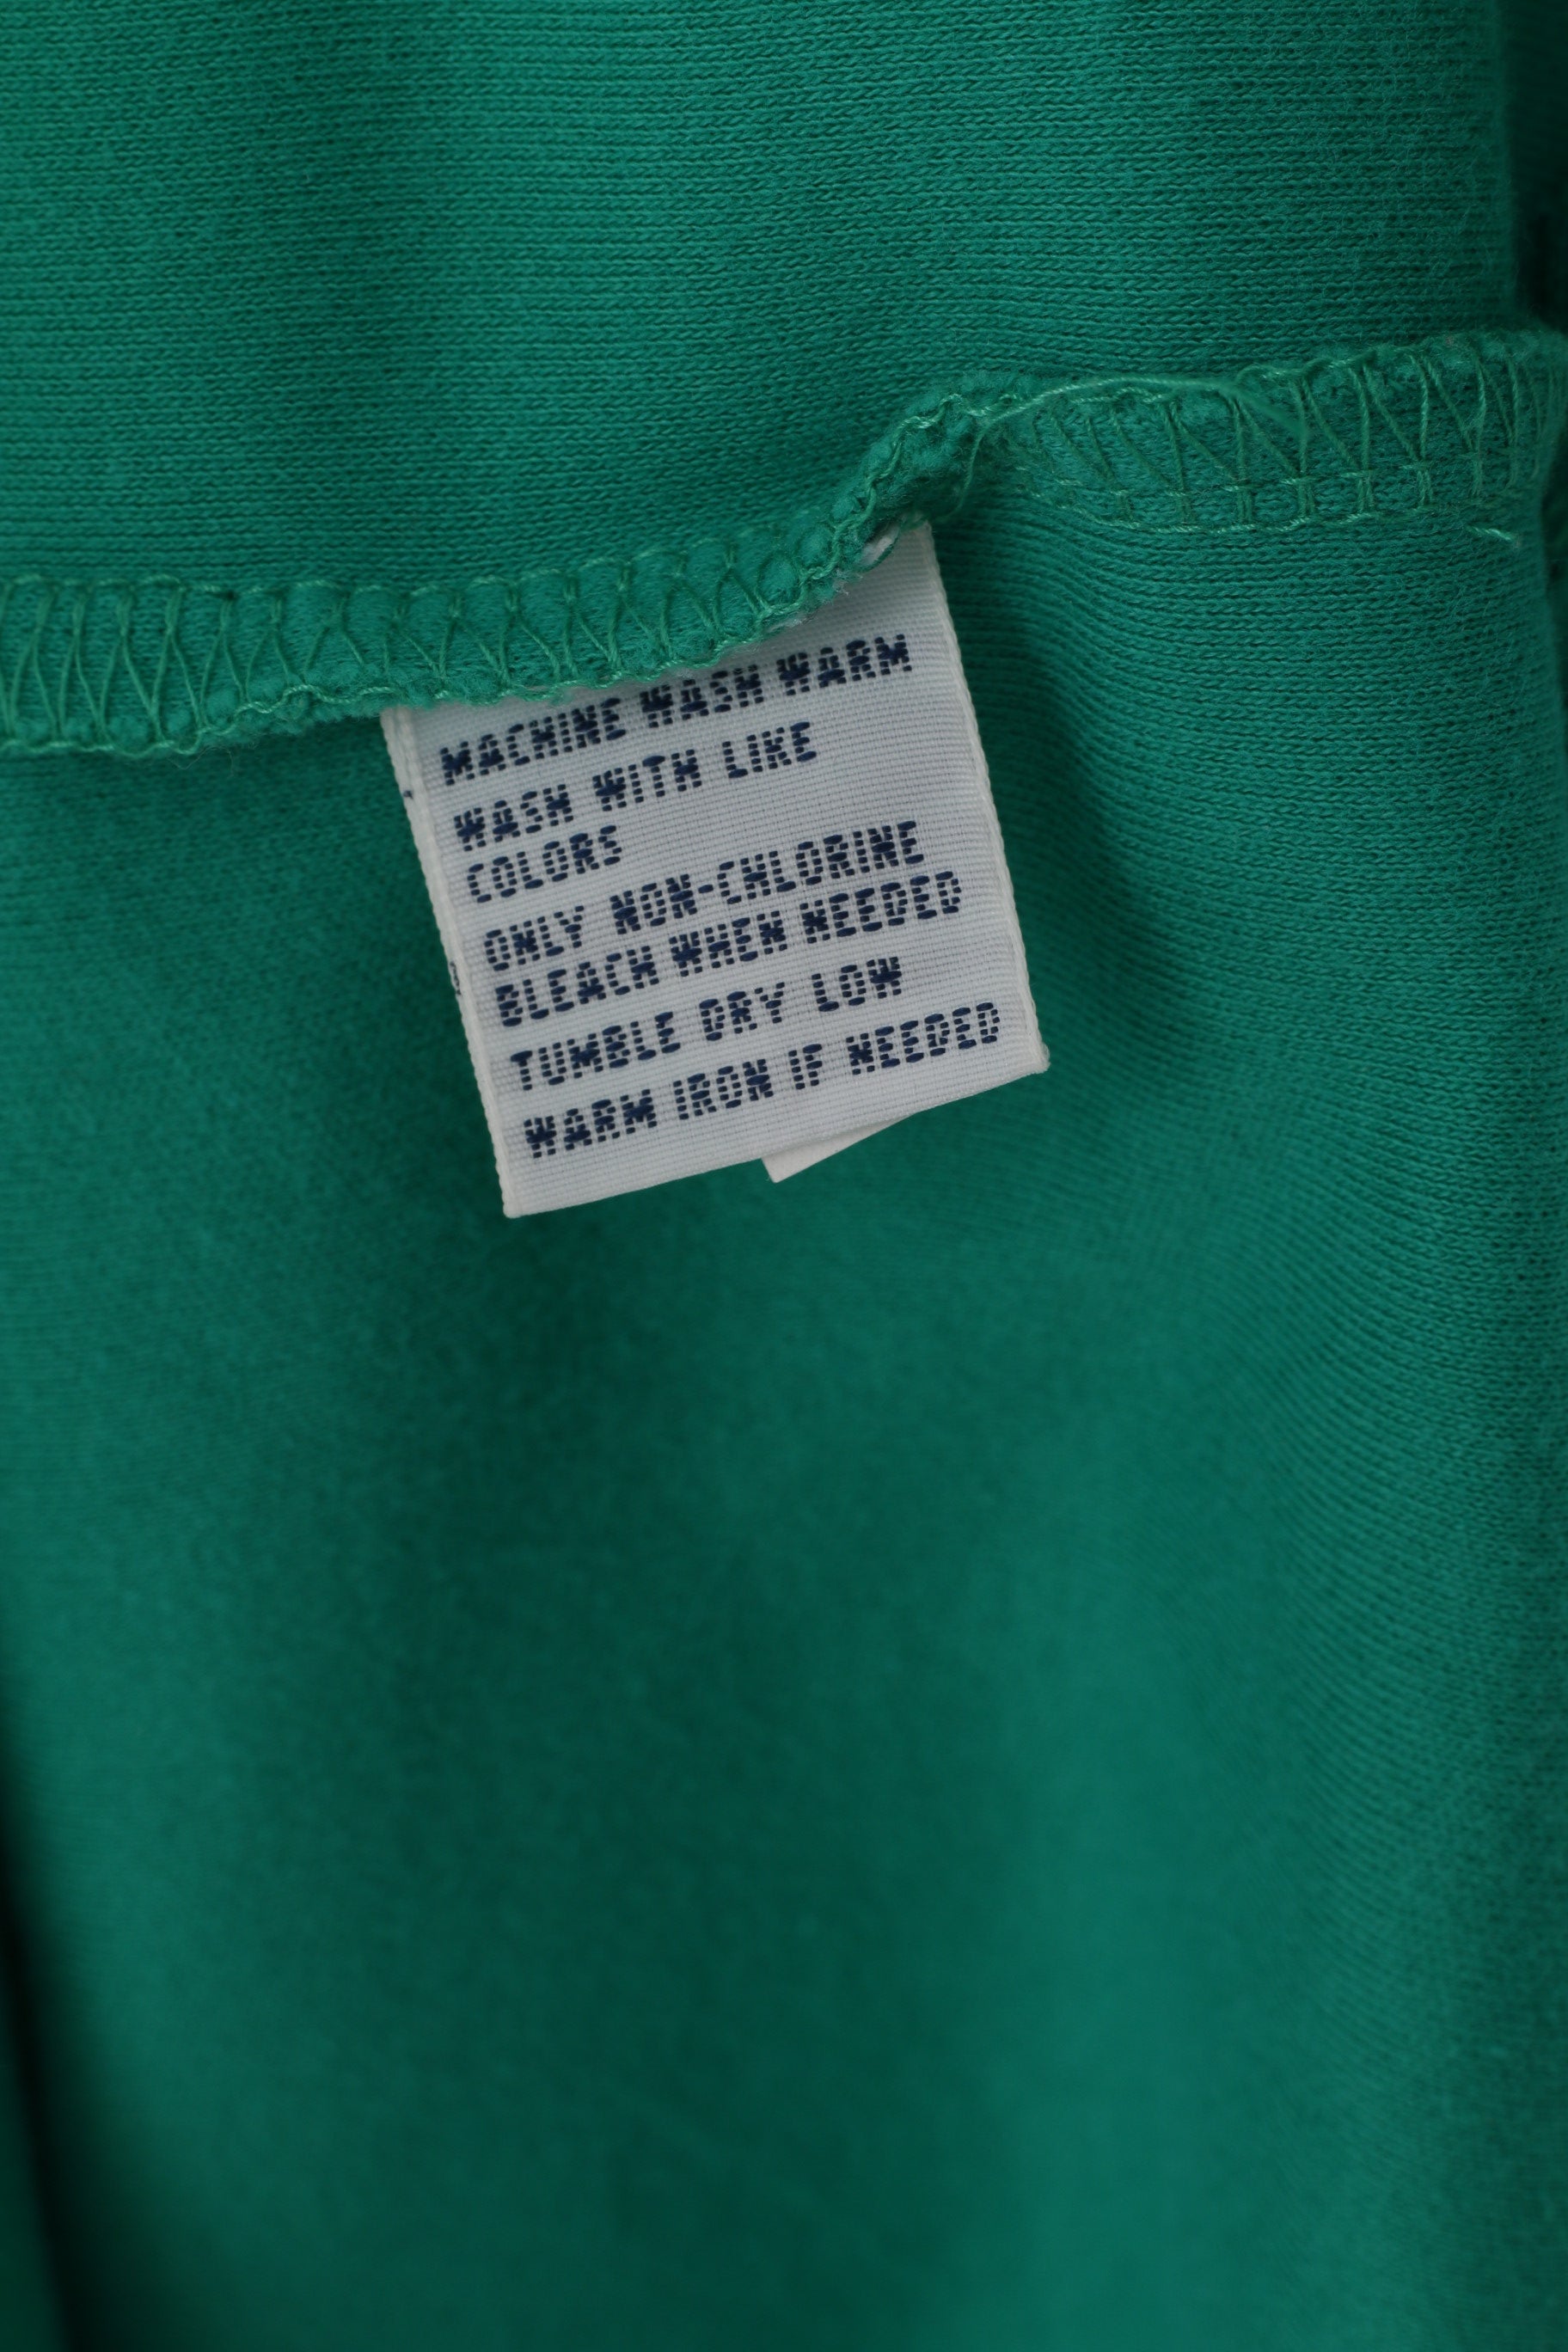 MACHINE WASH WARM
WASH WITH LIKE
COLORS
ONLY NON-CHLORINE
BLEACH WHEN NEEDED
TUMBLE DRY LOW
WARM IRON IF NEEDED